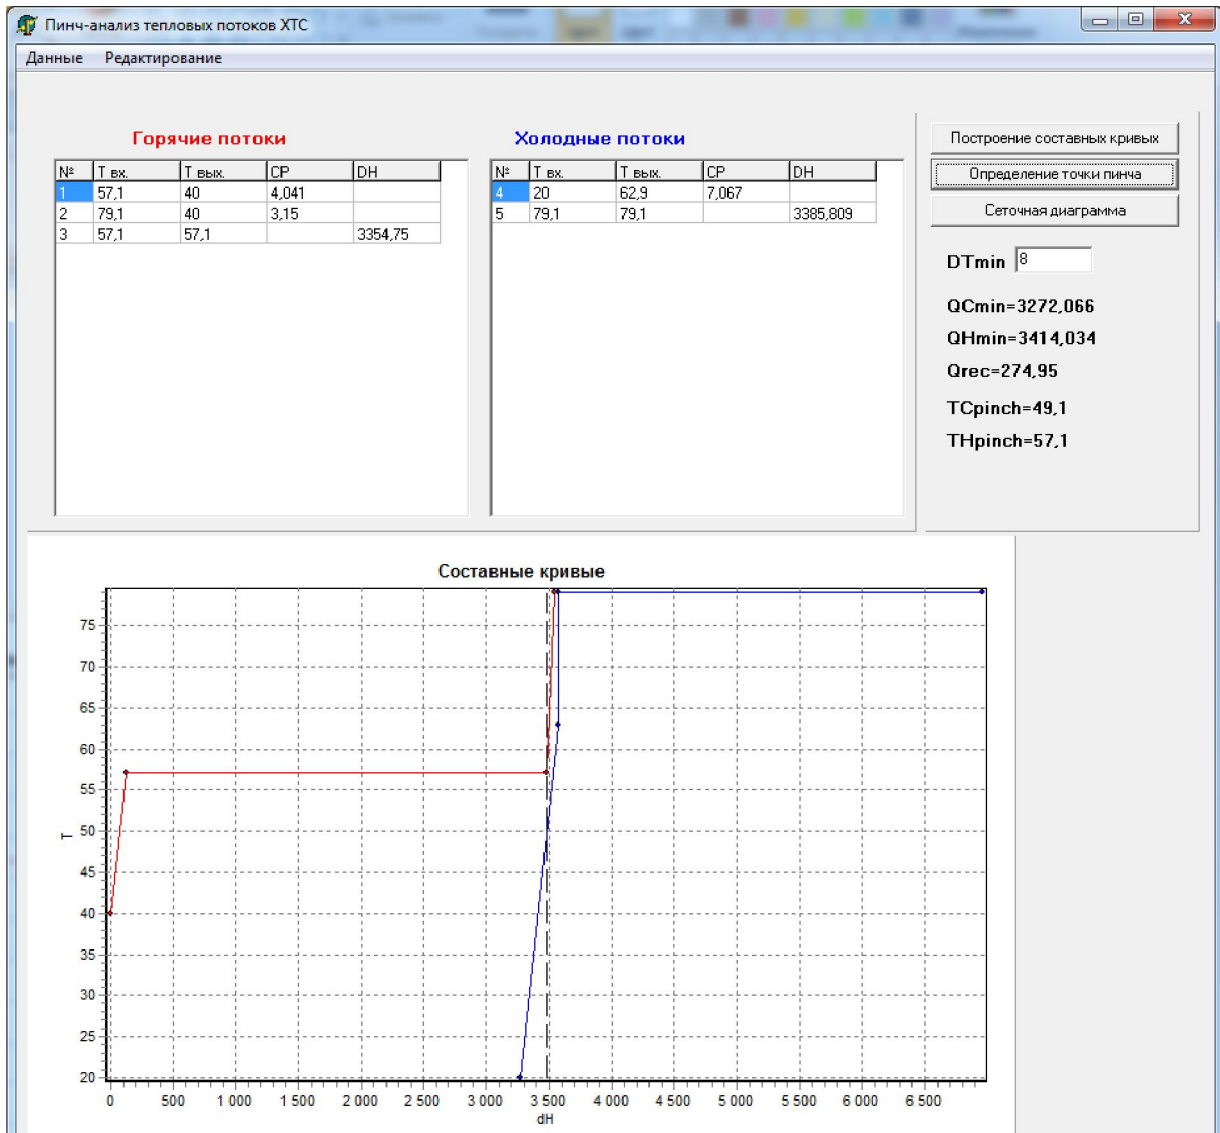 Пинч-анализ тепловых потоков ХТС
Данные Редактирование
Горячие потоки
№ Т вх. Т вых. CP DH
1 57,1 40 4,041
2 79,1 40 3,15
3 57,1 57,1 3354,75
Холодные потоки
№ Т вх. Т вых. CP DH
4 20 62,9 7,067
5 79,1 79,1 3385,809
Построение составных кривых
Определение точки пинча
Сеточная диаграмма
DTmin 8
QCmin=3272,066
QHmin=3414,034
Qrec=274,95
TCpinch=49,1
THpinch=57,1
Составные кривые
75
70
65
60
55
50
45
40
35
30
25
20
T
0 500 1 000 1 500 2 000 2 500 3 000 3 500 4 000 4 500 5 000 5 500 6 000 6 500
dH